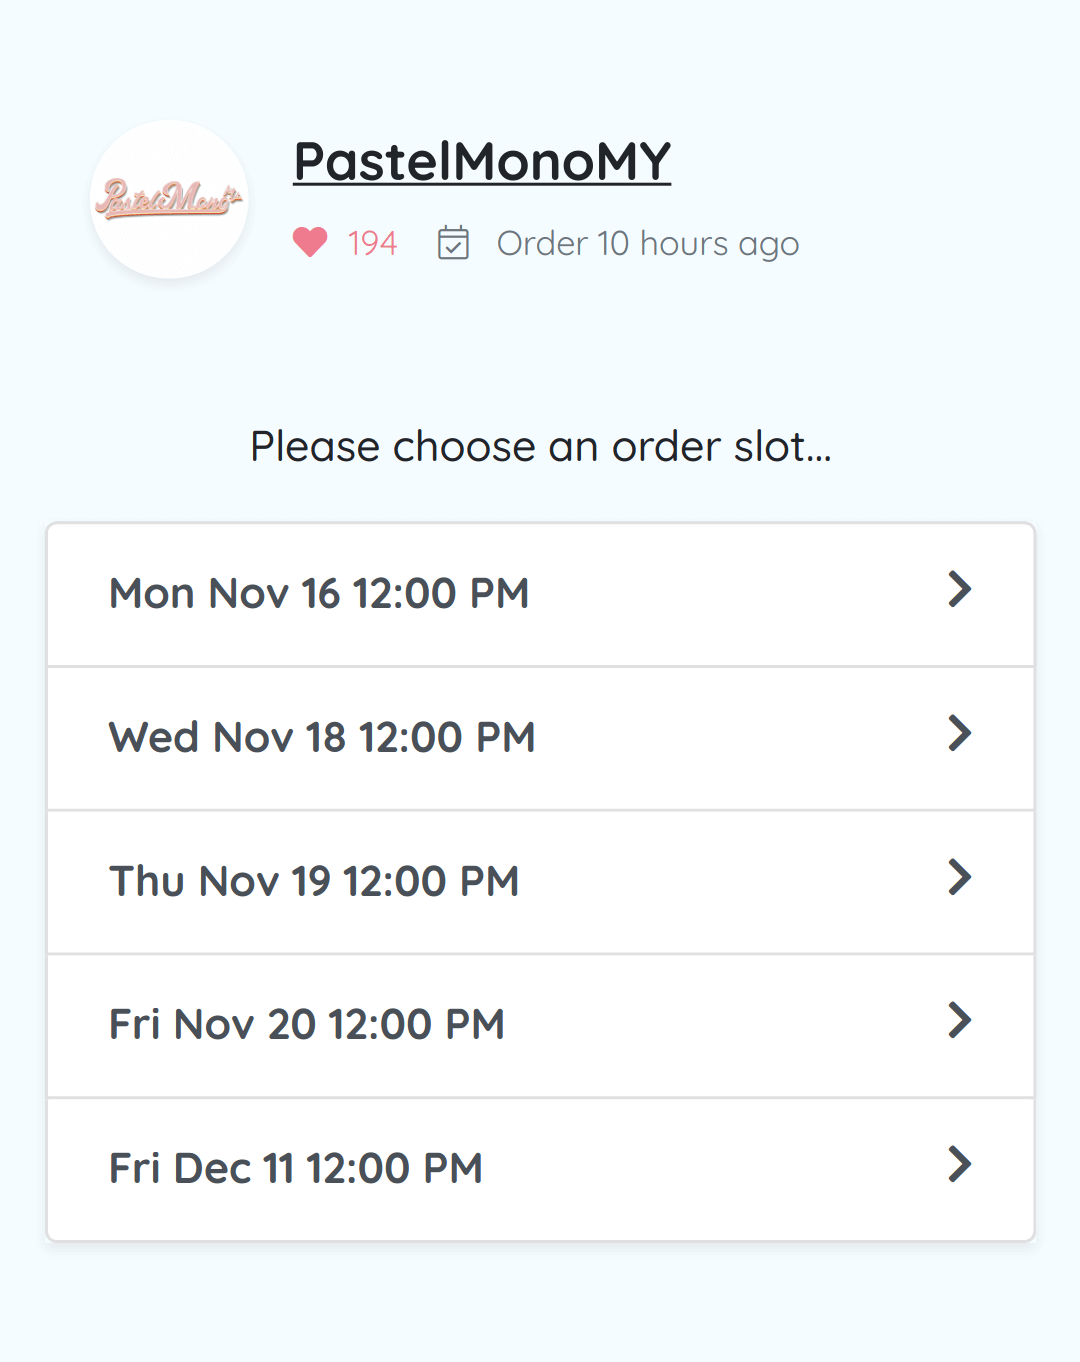 PastelsMono
PastelMonoMY
194 Order 10 hours ago
Please choose an order slot...
Mon Nov 16 12:00 PM
Wed Nov 18 12:00 PM
Thu Nov 19 12:00 PM
Fri Nov 20 12:00 PM
Fri Dec 11 12:00 PM